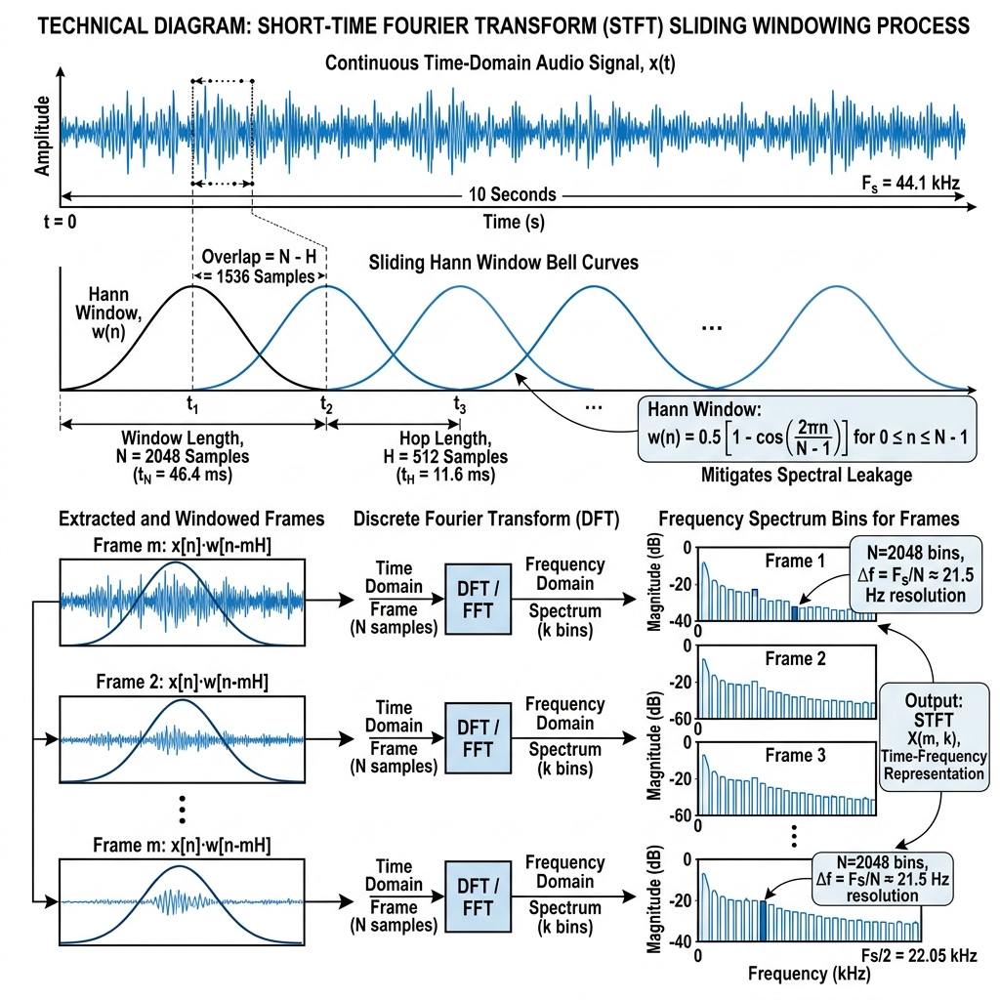 TECHNICAL DIAGRAM: SHORT-TIME FOURIER TRANSFORM (STFT) SLIDING WINDOWING PROCESS
Continuous Time-Domain Audio Signal, x(t)
Amplitude
Fs = 44.1 kHz
10 Seconds
t = 0
Time (s)
Overlap = N - H
= 1536 Samples
Sliding Hann Window Bell Curves
Hann
Window,
w(n)
...
t₁
t₂
t₃
...
Window Length,
N = 2048 Samples
(t_N = 46.4 ms)
Hop Length,
H = 512 Samples
(t_H = 11.6 ms)
Hann Window:
w(n) = 0.5 [1 - cos(2πn / N - 1)] for 0 ≤ n ≤ N - 1
Mitigates Spectral Leakage
Extracted and Windowed Frames
Discrete Fourier Transform (DFT)
Frequency Spectrum Bins for Frames
Frame m: x[n]·w[n-mH]
Time
Domain
Frame
(N samples)
DFT /
FFT
Frequency
Domain
Spectrum
(k bins)
Magnitude (dB)
0
-20
-40
0
Frame 1
N=2048 bins,
Δf = Fs/N ≈ 21.5
Hz resolution
Frame 2: x[n]·w[n-mH]
Time
Domain
Frame
(N samples)
DFT /
FFT
Frequency
Domain
Spectrum
(k bins)
Magnitude (dB)
0
-20
-60
0
Frame 2
Output:
STFT
X(m, k),
Time-Frequency
Representation
Magnitude (dB)
0
-20
-60
0
Frame 3
Frame m: x[n]·w[n-mH]
Time
Domain
Frame
(N samples)
DFT /
FFT
Frequency
Domain
Spectrum
(k bins)
Magnitude (dB)
0
-20
-40
0
N=2048 bins,
Δf = Fs/N ≈ 21.5 Hz
resolution
Fs/2 = 22.05 kHz
Frequency (kHz)